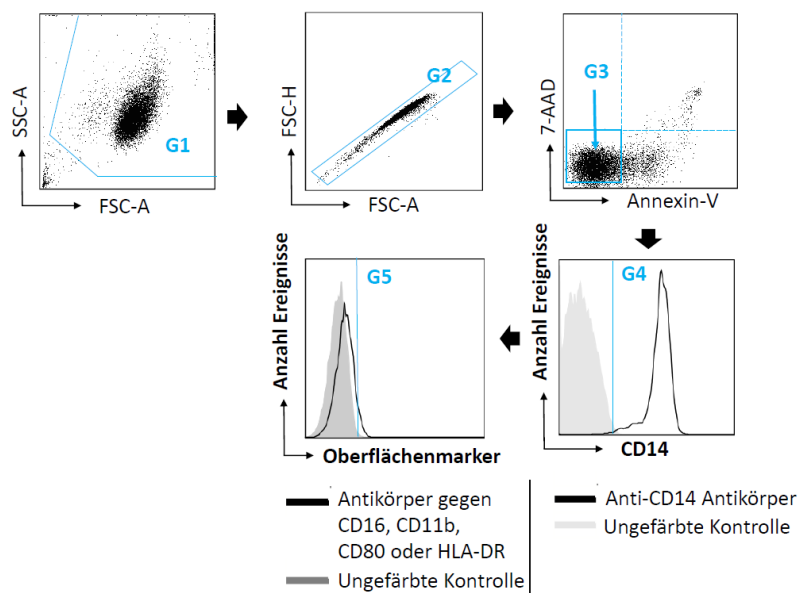 SSC-A
G1
FSC-A
FSC-H
G2
FSC-A
7-AAD
G3
Annexin-V
Anzahl Ereignisse
G5
Oberflächenmarker
Anzahl Ereignisse
G4
CD14
Antikörper gegen
CD16, CD11b,
CD80 oder HLA-DR
Ungefärbte Kontrolle
Anti-CD14 Antikörper
Ungefärbte Kontrolle